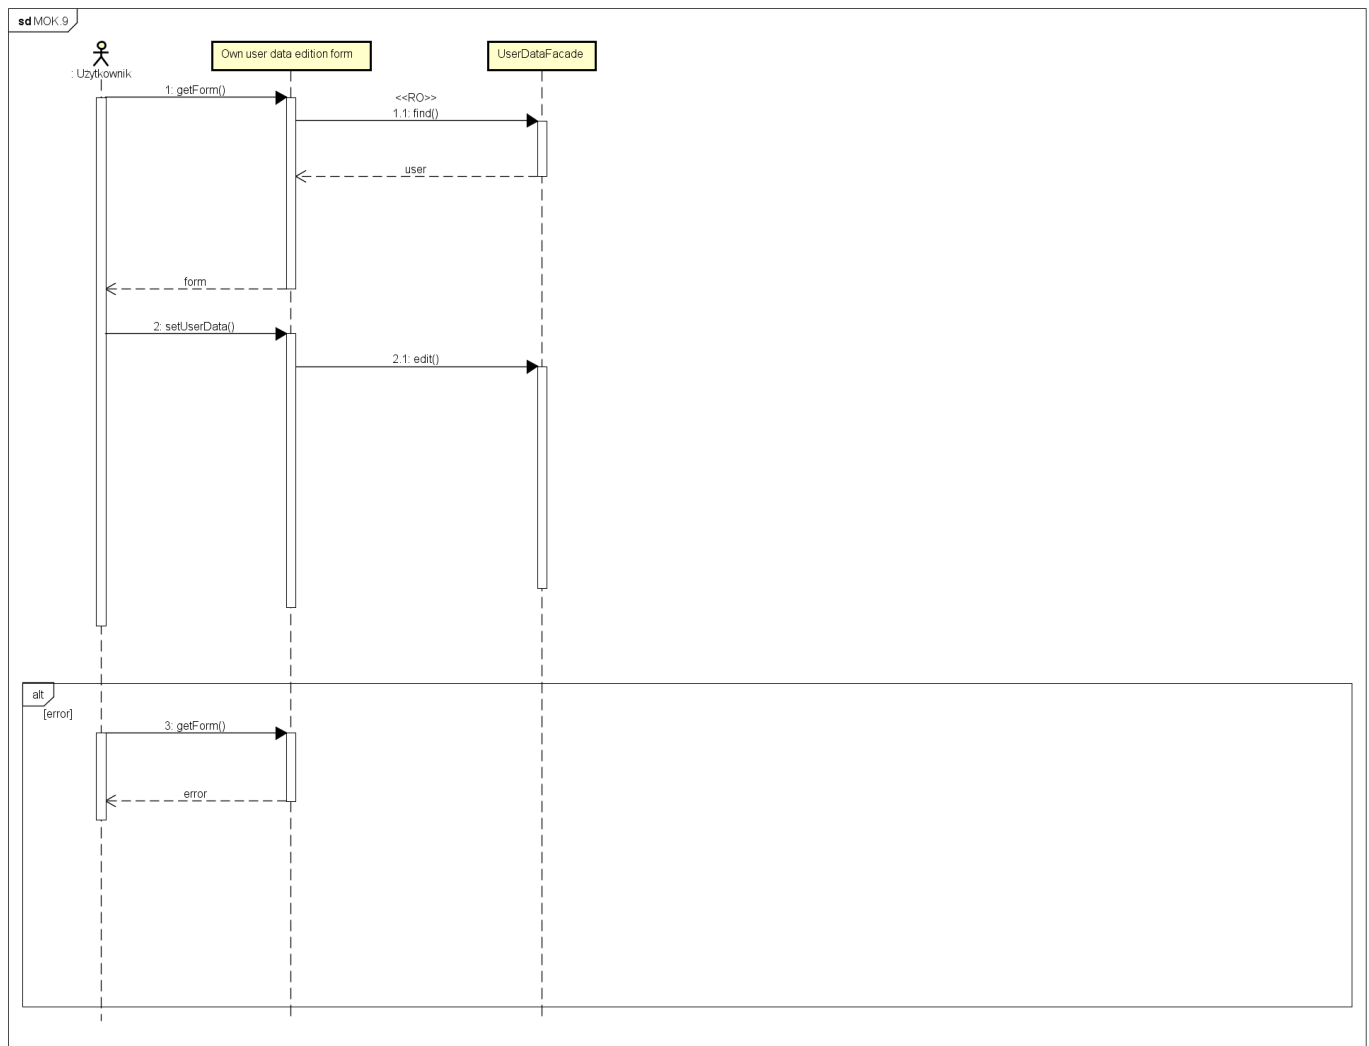 sd MOK.9
: Użytkownik
Own user data edition form
UserDataFacade
1: getForm()
<<RO>>
1.1: find()
user
form
2: setUserData()
2.1: edit()
alt
[error]
3: getForm()
error